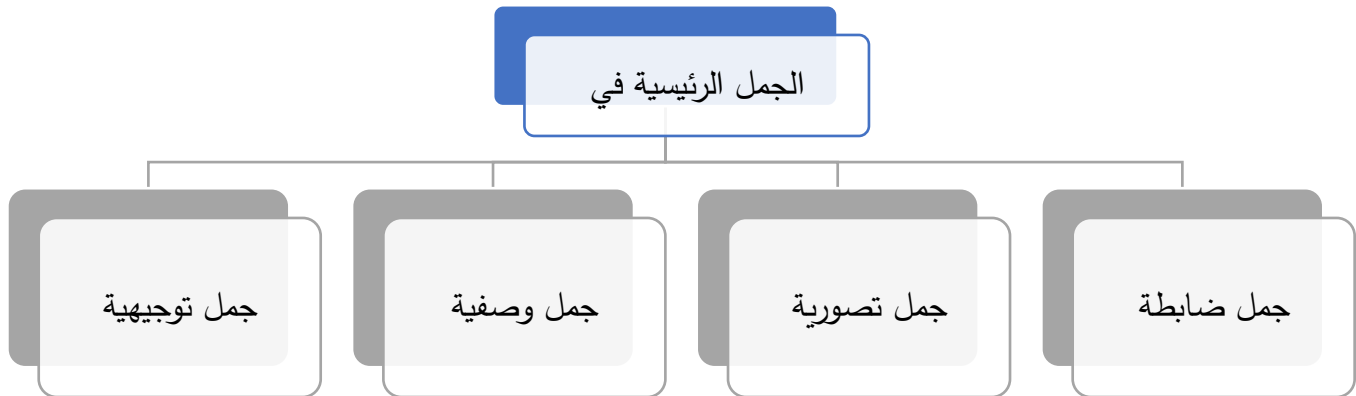 الجمل الرئيسية في
جمل ضابطة
جمل تصورية
جمل وصفية
جمل توجيهية